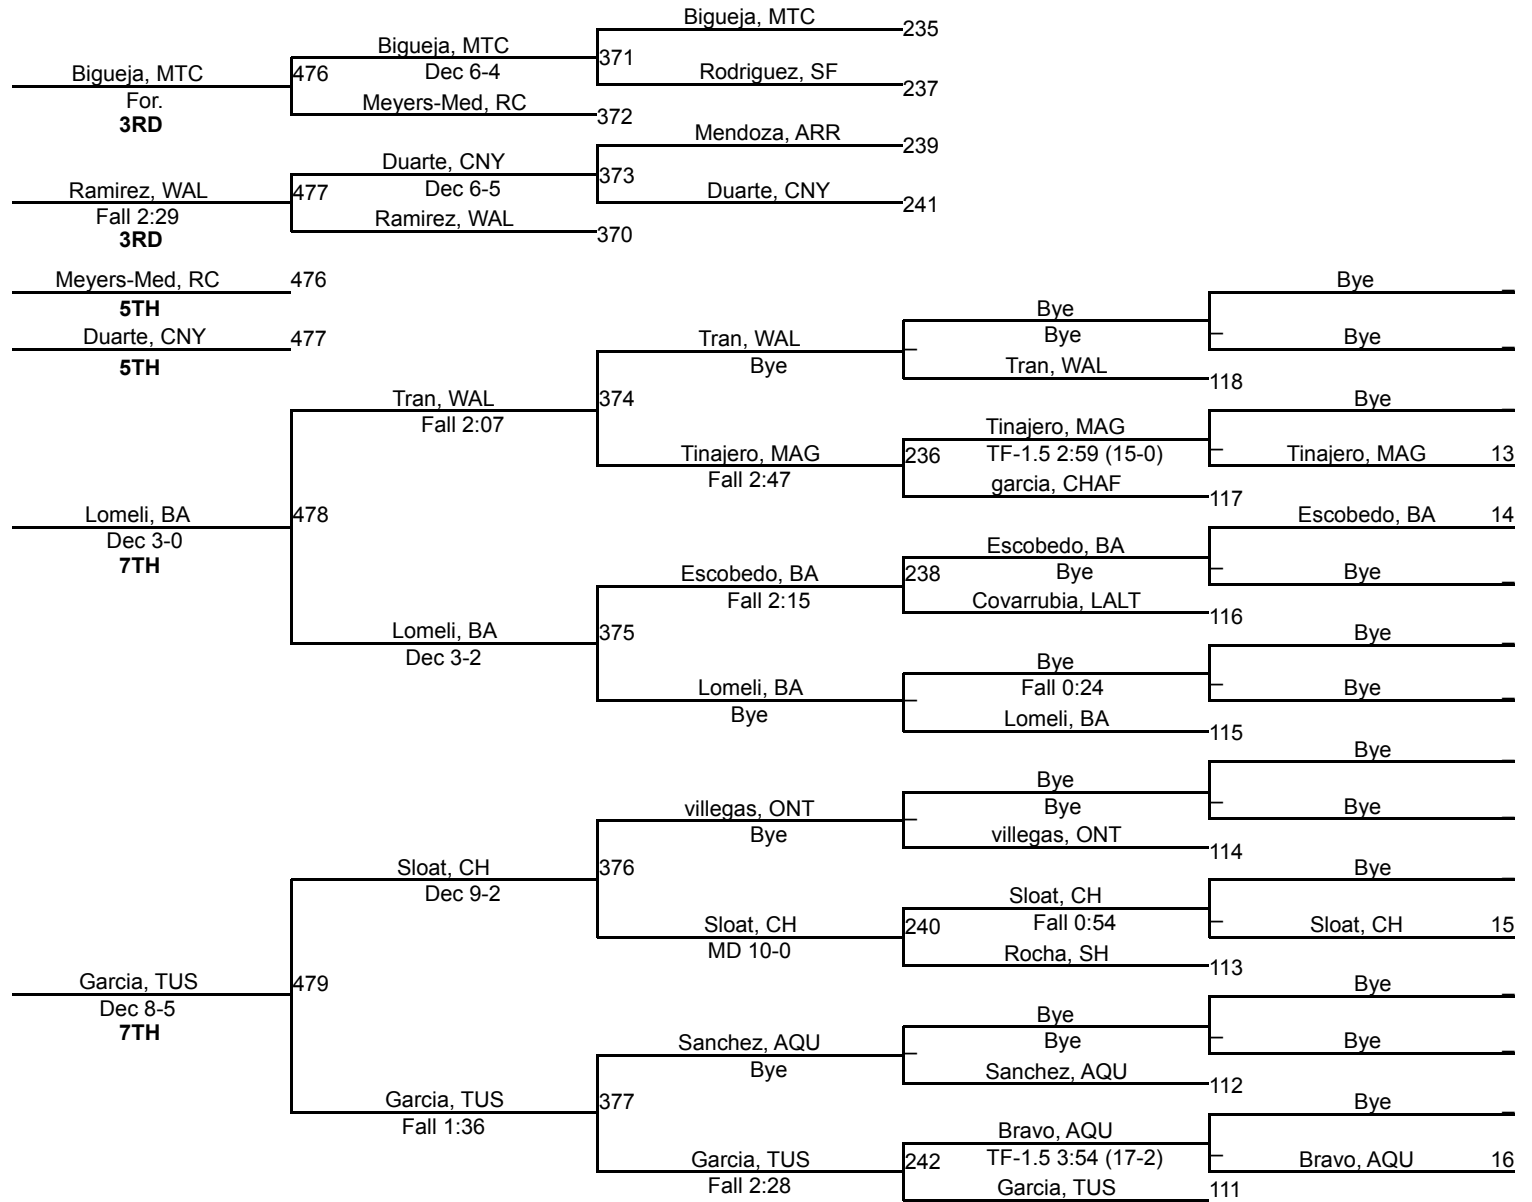 Bigueja, MTC 235
Bigueja, MTC 371
Bigueja, MTC 476 Dec 6-4 Rodriguez, SF 237
For. Meyers-Med, RC 372
3RD
Mendoza, ARR 239
Duarte, CNY 373
Ramirez, WAL 477 Dec 6-5 Duarte, CNY 241
Fall 2:29 Ramirez, WAL 370
3RD
Meyers-Med, RC 476 Bye
5TH Bye
Duarte, CNY 477 Tran, WAL Bye Bye
5TH Bye Tran, WAL 118
Tran, WAL 374 Bye
Fall 2:07 Tinajero, MAG
Tinajero, MAG 236 TF-1.5 2:59 (15-0) Tinajero, MAG 13
Fall 2:47 garcia, CHAF 117
Lomeli, BA 478 Escobedo, BA 14
Dec 3-0 Escobedo, BA
7TH Escobedo, BA 238 Bye Bye
Fall 2:15 Covarrubia, LALT 116
Lomeli, BA 375 Bye
Dec 3-2 Bye
Lomeli, BA Fall 0:24 Bye
Bye Lomeli, BA 115
Bye
Bye
villegas, ONT Bye Bye
Bye villegas, ONT 114
Sloat, CH 376 Bye
Dec 9-2 Sloat, CH
Sloat, CH 240 Fall 0:54 Sloat, CH 15
MD 10-0 Rocha, SH 113
Garcia, TUS 479 Bye
Dec 8-5 Bye
7TH Sanchez, AQU Bye Bye
Bye Sanchez, AQU 112
Garcia, TUS 377 Bye
Fall 1:36 Bravo, AQU
Garcia, TUS 242 TF-1.5 3:54 (17-2) Bravo, AQU 16
Fall 2:28 Garcia, TUS 111